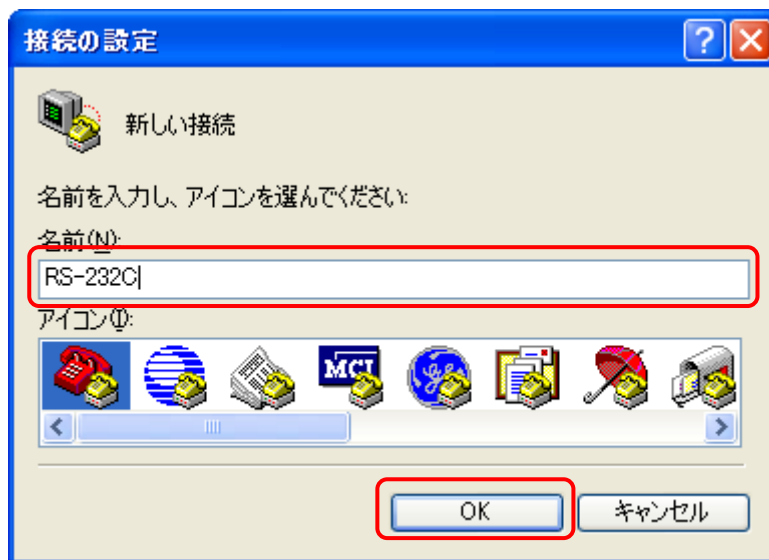 接続の設定
新しい接続
名前を入力し、アイコンを選んでください:
名前(N):
RS-232C
アイコン(I):
MCI
OK キャンセル